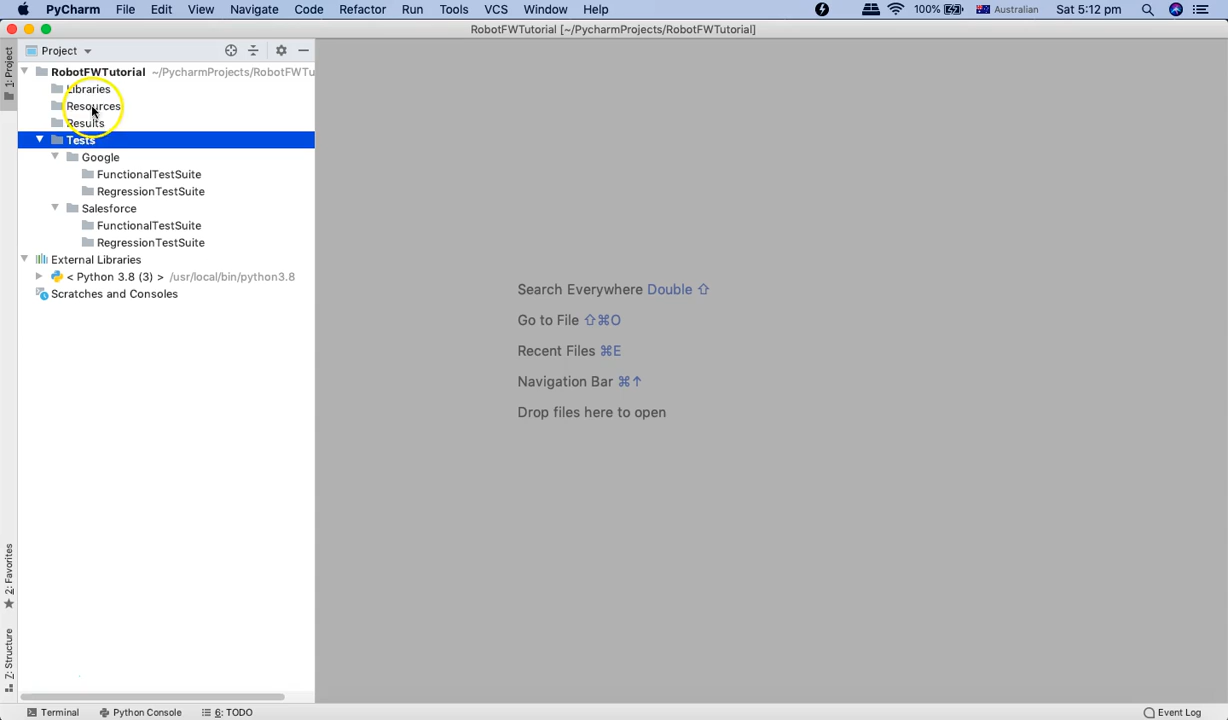 PyCharm File Edit View Navigate Code Refactor Run Tools VCS Window Help 100% Australian Sat 5:12 pm
RobotFWTutorial [~/PycharmProjects/RobotFWTutorial]
1: Project
Project
RobotFWTutorial ~/PycharmProjects/RobotFWTu
Libraries
Resources
Results
Tests
Google
FunctionalTestSuite
RegressionTestSuite
Salesforce
FunctionalTestSuite
RegressionTestSuite
External Libraries
< Python 3.8 (3) > /usr/local/bin/python3.8
Scratches and Consoles
Search Everywhere Double ⇧
Go to File ⇧⌘O
Recent Files ⌘E
Navigation Bar ⌘↑
Drop files here to open
2: Favorites
Z: Structure
Terminal Python Console 6: TODO Event Log